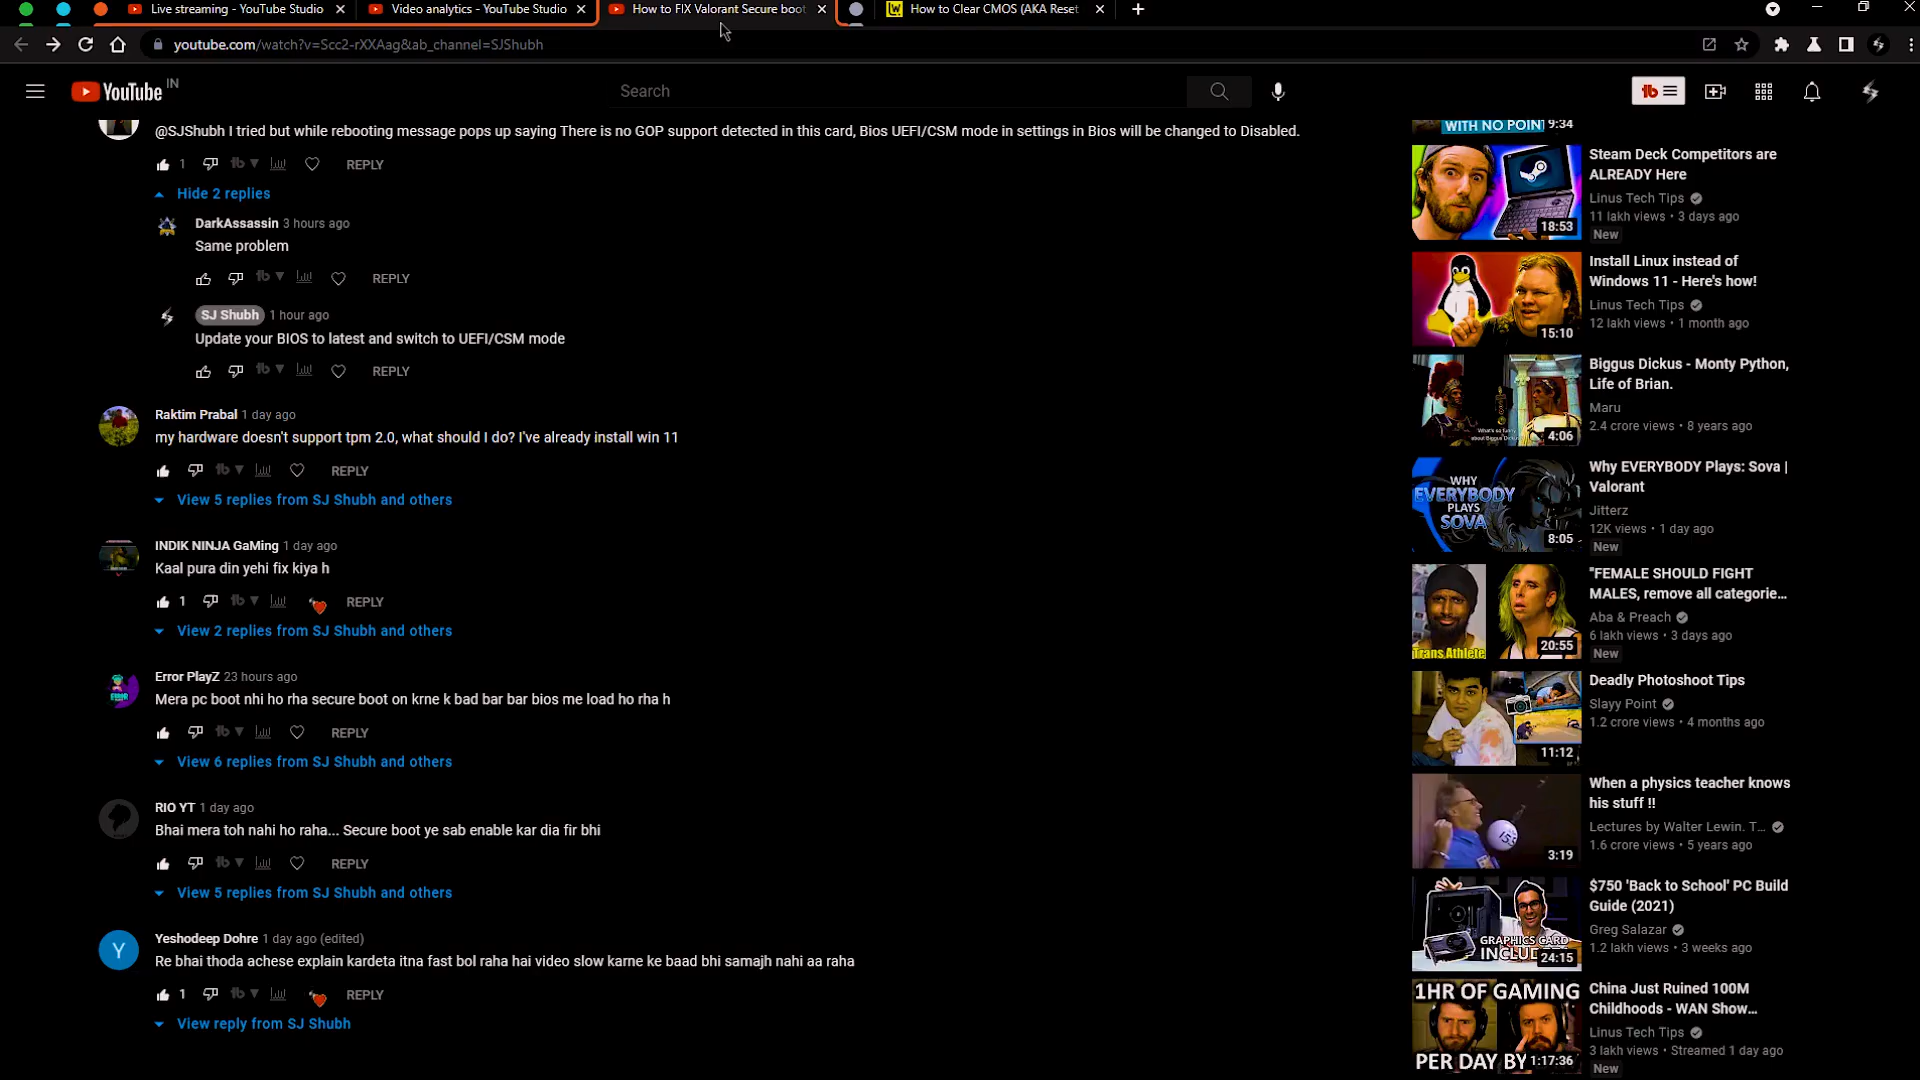 Live streaming - YouTube Studio
Video analytics - YouTube Studio
How to FIX Valorant Secure boot
How to Clear CMOS (AKA Reset
youtube.com/watch?v=Scc2-rXXAag&ab_channel=SJShubh
YouTube IN
Search
@SJShubh I tried but while rebooting message pops up saying There is no GOP support detected in this card, Bios UEFI/CSM mode in settings in Bios will be changed to Disabled.
1 REPLY
Hide 2 replies
DarkAssassin 3 hours ago
Same problem
REPLY
SJ Shubh 1 hour ago
Update your BIOS to latest and switch to UEFI/CSM mode
REPLY
Raktim Prabal 1 day ago
my hardware doesn't support tpm 2.0, what should I do? I've already install win 11
REPLY
View 5 replies from SJ Shubh and others
INDIK NINJA GaMing 1 day ago
Kaal pura din yehi fix kiya h
1 REPLY
View 2 replies from SJ Shubh and others
Error PlayZ 23 hours ago
Mera pc boot nhi ho rha secure boot on krne k bad bar bar bios me load ho rha h
REPLY
View 6 replies from SJ Shubh and others
RIO YT 1 day ago
Bhai mera toh nahi ho raha... Secure boot ye sab enable kar dia fir bhi
REPLY
View 5 replies from SJ Shubh and others
Y
Yeshodeep Dohre 1 day ago (edited)
Re bhai thoda achese explain kardeta itna fast bol raha hai video slow karne ke baad bhi samajh nahi aa raha
1 REPLY
View reply from SJ Shubh
WITH NO POINT
9:34
18:53
Steam Deck Competitors are
ALREADY Here
Linus Tech Tips
11 lakh views • 3 days ago
New
15:10
Install Linux instead of
Windows 11 - Here's how!
Linus Tech Tips
12 lakh views • 1 month ago
4:06
Biggus Dickus - Monty Python,
Life of Brian.
Maru
2.4 crore views • 8 years ago
WHY
EVERYBODY
PLAYS
SOVA
8:05
Why EVERYBODY Plays: Sova |
Valorant
Jitterz
12K views • 1 day ago
New
Trans Athlete
20:55
"FEMALE SHOULD FIGHT
MALES, remove all categorie...
Aba & Preach
6 lakh views • 3 days ago
New
11:12
Deadly Photoshoot Tips
Slayy Point
1.2 crore views • 4 months ago
3:19
When a physics teacher knows
his stuff !!
Lectures by Walter Lewin. T...
1.6 crore views • 5 years ago
GRAPHICS CARD
24:15
$750 'Back to School' PC Build
Guide (2021)
Greg Salazar
1.2 lakh views • 3 weeks ago
1HR OF GAMING
PER DAY BY
1:17:36
China Just Ruined 100M
Childhoods - WAN Show...
Linus Tech Tips
3 lakh views • Streamed 1 day ago
New